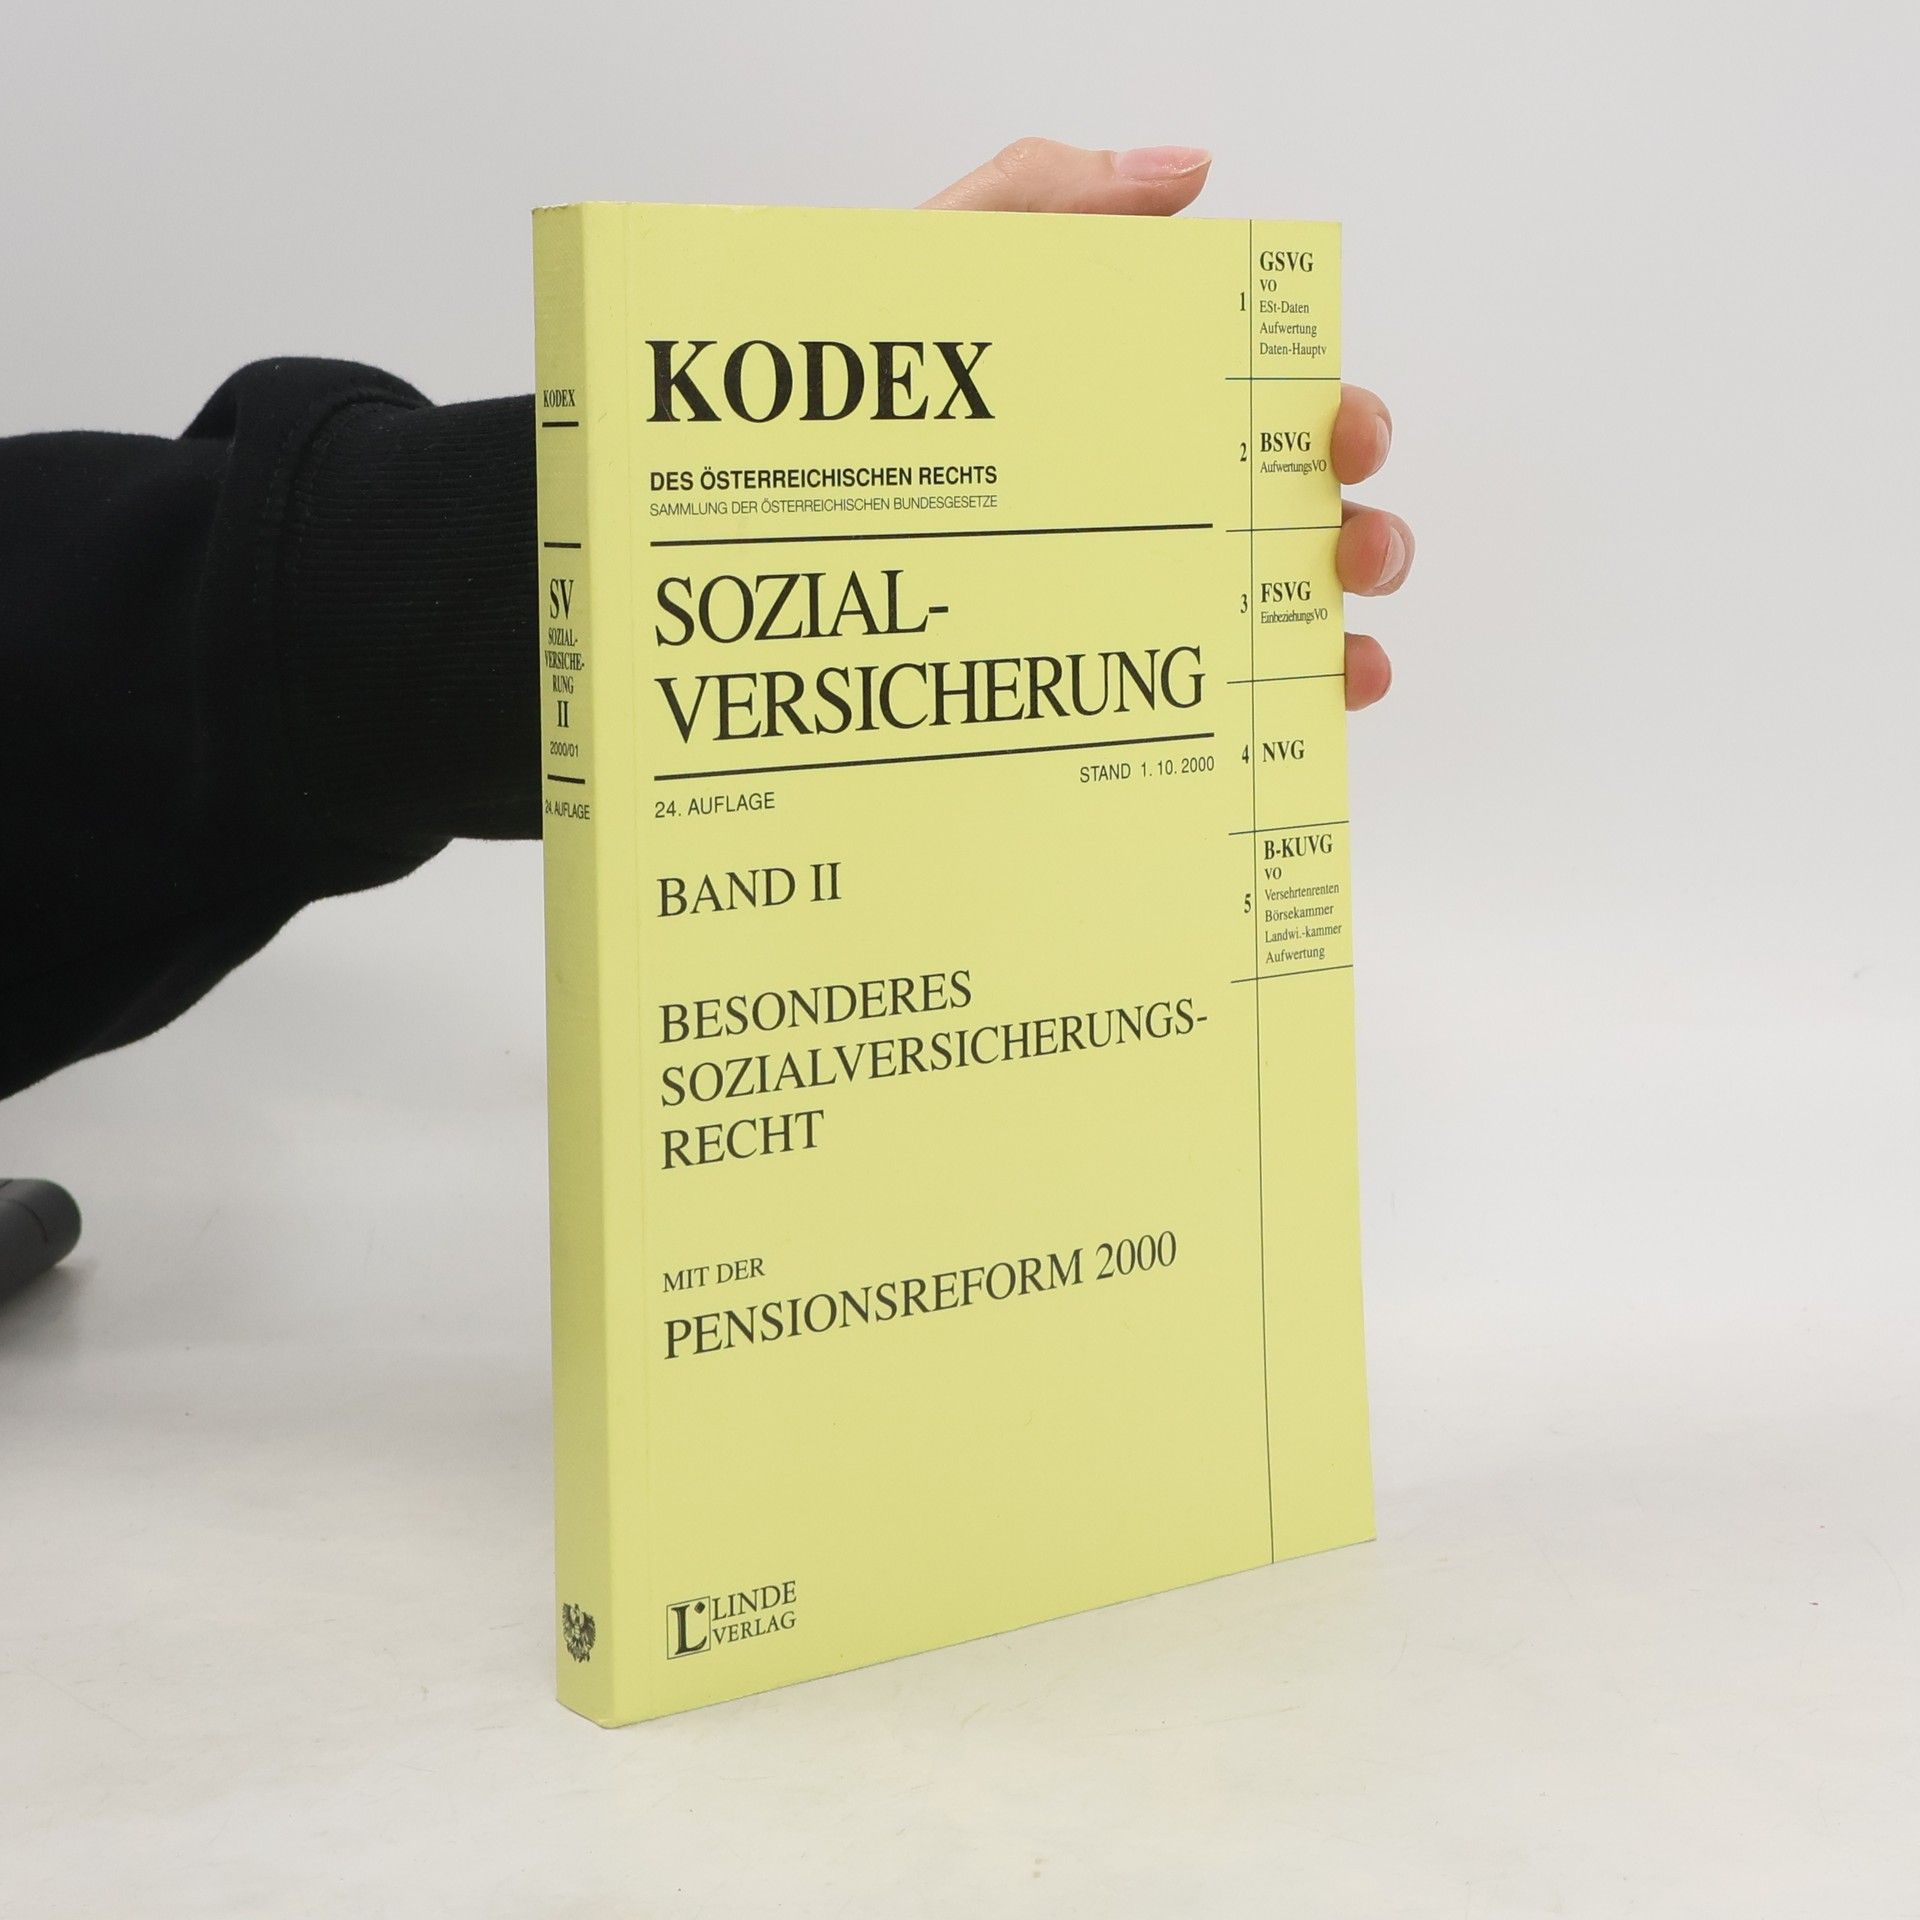 KODEX
SV
SOZIAL-
VERSICHE-
RUNG
II
2000/01
24. AUFLAGE
KODEX
DES ÖSTERREICHISCHEN RECHTS
SAMMLUNG DER ÖSTERREICHISCHEN BUNDESGESETZE
SOZIAL-
VERSICHERUNG
STAND 1.10.2000
24. AUFLAGE
BAND II
BESONDERES
SOZIALVERSICHERUNGS-
RECHT
MIT DER
PENSIONSREFORM 2000
L LINDE
VERLAG
1
GSVG
VO
ESt-Daten
Aufwertung
Daten-Hauptv
2
BSVG
AufwertungsVO
3
FSVG
EinbeziehungsVO
4 NVG
5
B-KUVG
VO
Versehrtenrenten
Börsekammer
Landwi.-kammer
Aufwertung